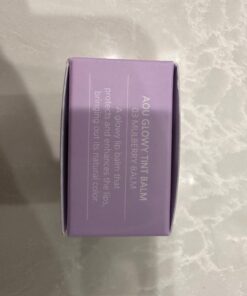 AOU GLOWY TINT BALM
03 MULBERRY BALM
A glowy lip balm that
protects and enhances the lips,
bringing out its natural color.